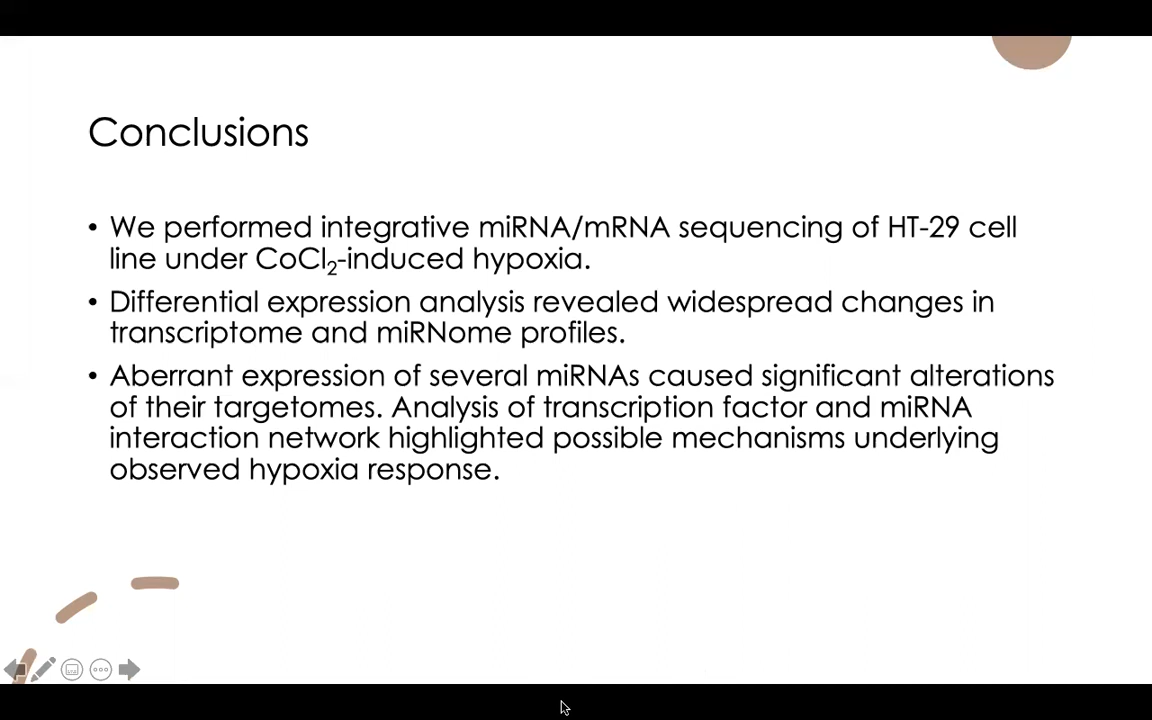 Conclusions
• We performed integrative miRNA/mRNA sequencing of HT-29 cell
line under CoCl₂-induced hypoxia.
• Differential expression analysis revealed widespread changes in
transcriptome and miRNome profiles.
• Aberrant expression of several miRNAs caused significant alterations
of their targetomes. Analysis of transcription factor and miRNA
interaction network highlighted possible mechanisms underlying
observed hypoxia response.